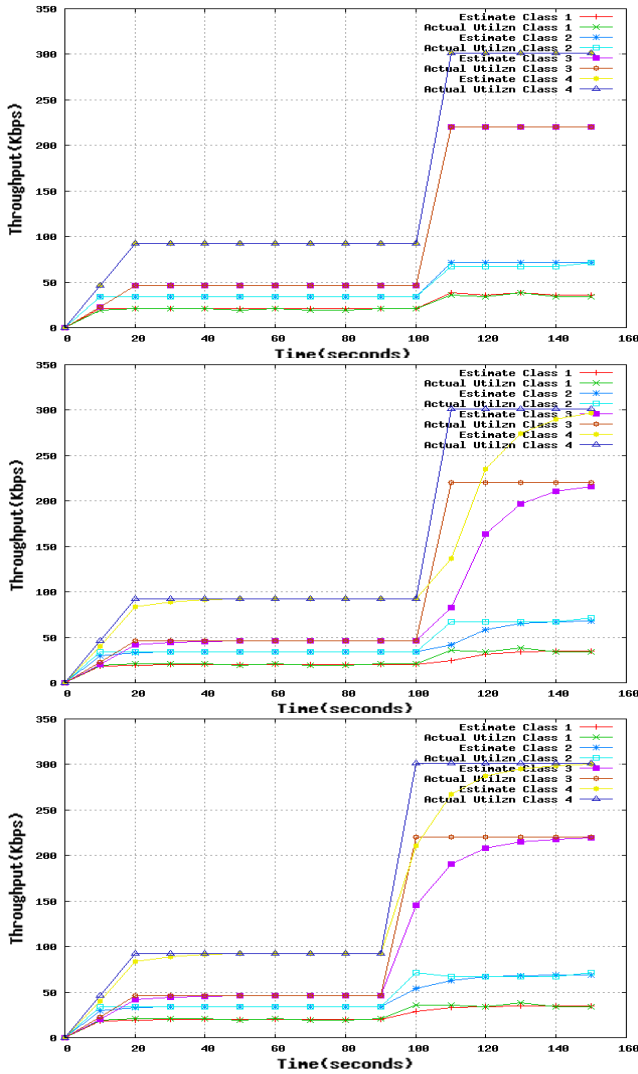 350
300
250
200
150
100
50
0
Throughput(Kbps)
Estimate Class 1
Actual Utilzn Class 1
Estimate Class 2
Actual Utilzn Class 2
Estimate Class 3
Actual Utilzn Class 3
Estimate Class 4
Actual Utilzn Class 4
0 20 40 60 80 100 120 140 160
Time(seconds)
350
300
250
200
150
100
50
0
Throughput(Kbps)
Estimate Class 1
Actual Utilzn Class 1
Estimate Class 2
Actual Utilzn Class 2
Estimate Class 3
Actual Utilzn Class 3
Estimate Class 4
Actual Utilzn Class 4
0 20 40 60 80 100 120 140 160
Time(seconds)
350
300
250
200
150
100
50
0
Throughput(Kbps)
Estimate Class 1
Actual Utilzn Class 1
Estimate Class 2
Actual Utilzn Class 2
Estimate Class 3
Actual Utilzn Class 3
Estimate Class 4
Actual Utilzn Class 4
0 20 40 60 80 100 120 140 160
Time(seconds)